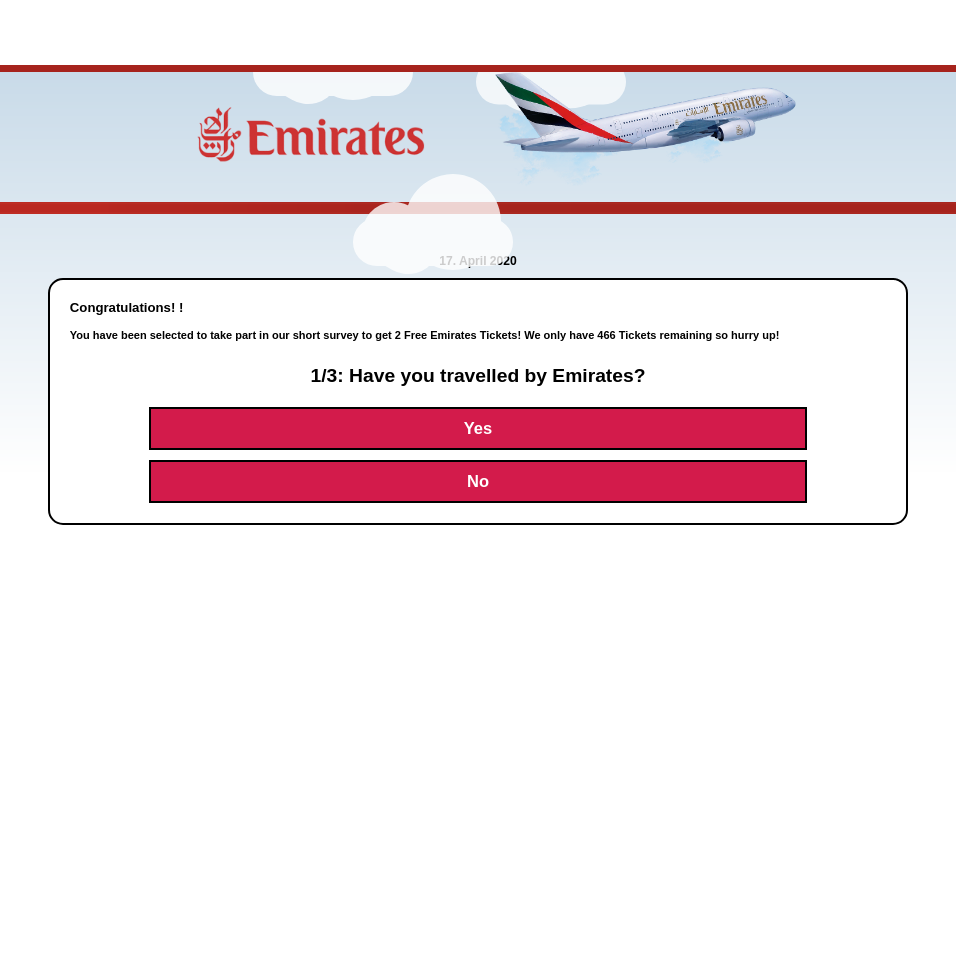 Emirates
Emirates
17. April 2020
Congratulations! !
You have been selected to take part in our short survey to get 2 Free Emirates Tickets! We only have 466 Tickets remaining so hurry up!
1/3: Have you travelled by Emirates?
Yes
No